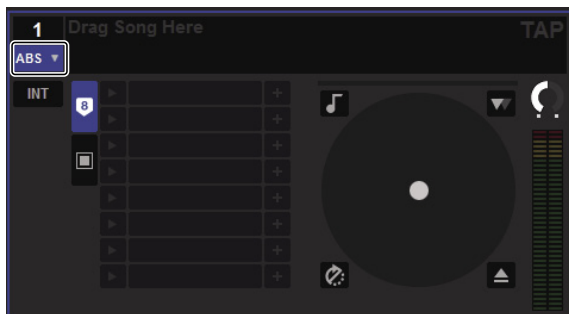 1 Drag Song Here TAP
ABS ▼
INT
8